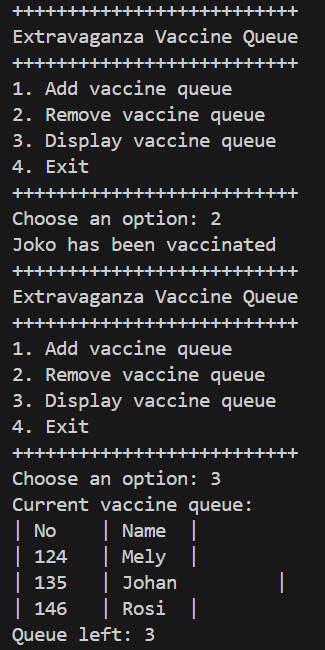 ++++++++++++++++++++++++++
Extravaganza Vaccine Queue
++++++++++++++++++++++++++
1. Add vaccine queue
2. Remove vaccine queue
3. Display vaccine queue
4. Exit
++++++++++++++++++++++++++
Choose an option: 2
Joko has been vaccinated
++++++++++++++++++++++++++
Extravaganza Vaccine Queue
++++++++++++++++++++++++++
1. Add vaccine queue
2. Remove vaccine queue
3. Display vaccine queue
4. Exit
++++++++++++++++++++++++++
Choose an option: 3
Current vaccine queue:
| No    | Name  |
| 124   | Mely  |
| 135   | Johan         |
| 146   | Rosi  |
Queue left: 3